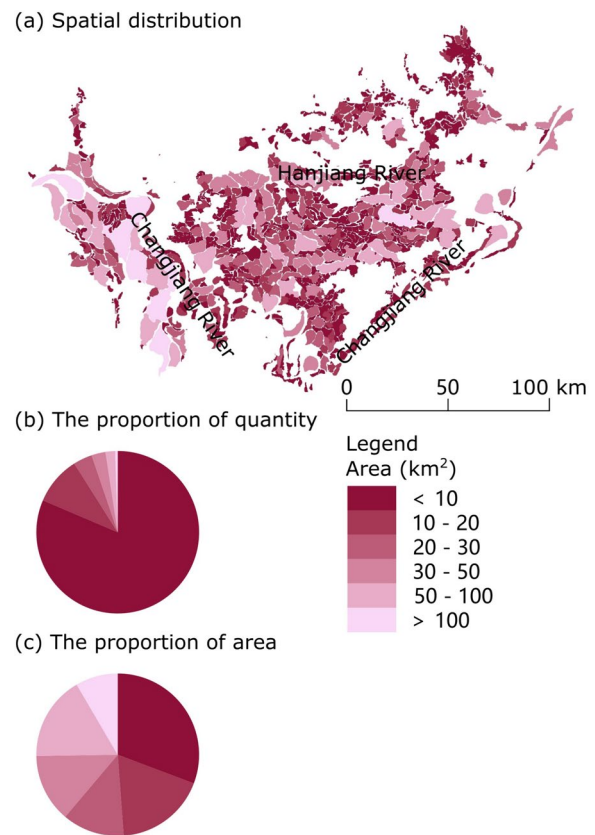 (a) Spatial distribution
Hanjiang River
Changjiang River
Changjiang River
0 50 100 km
(b) The proportion of quantity
Legend
Area (km²)
< 10
10 - 20
20 - 30
30 - 50
50 - 100
> 100
(c) The proportion of area